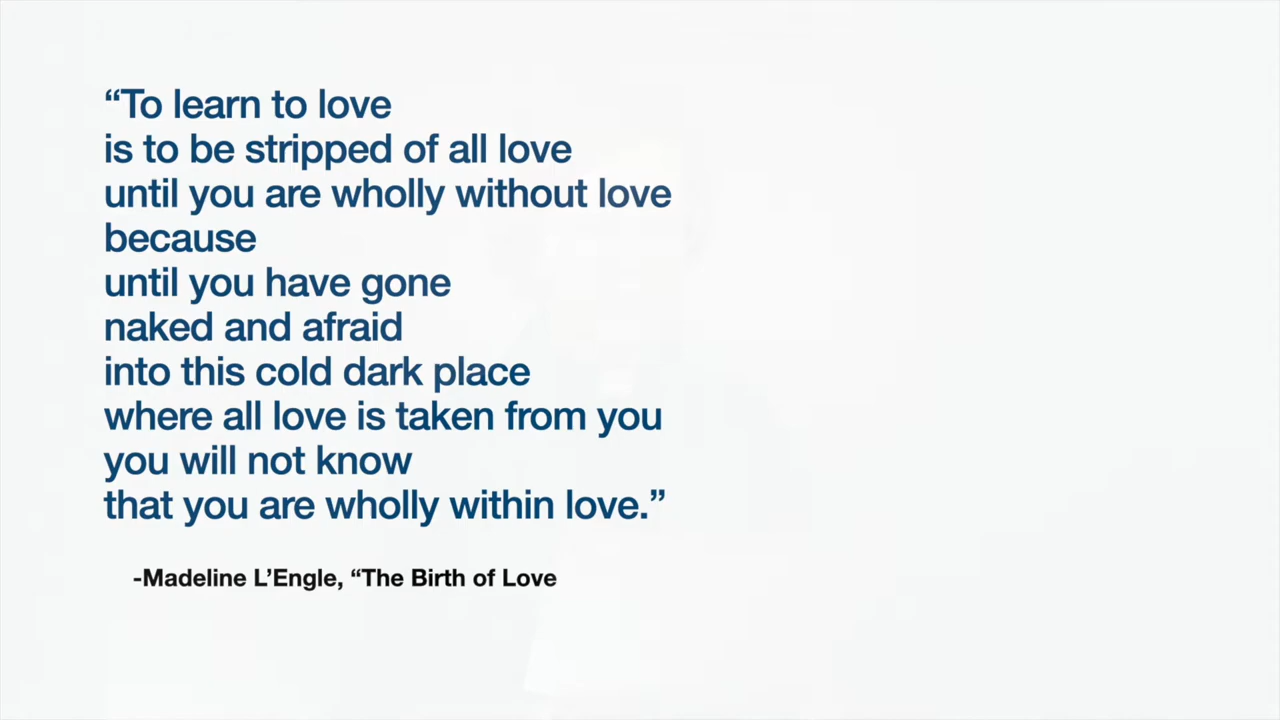 “To learn to love
is to be stripped of all love
until you are wholly without love
because
until you have gone
naked and afraid
into this cold dark place
where all love is taken from you
you will not know
that you are wholly within love.”
-Madeline L’Engle, “The Birth of Love